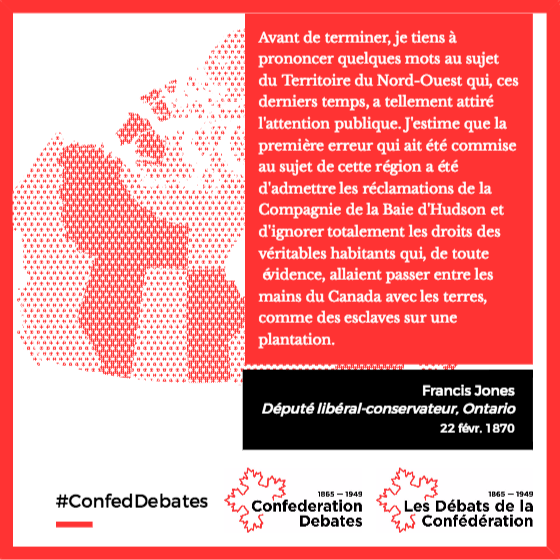 Avant de terminer, je tiens à
prononcer quelques mots au sujet
du Territoire du Nord-Ouest qui, ces
derniers temps, a tellement attiré
l'attention publique. J'estime que la
première erreur qui ait été commise
au sujet de cette région a été
d'admettre les réclamations de la
Compagnie de la Baie d'Hudson et
d'ignorer totalement les droits des
véritables habitants qui, de toute
évidence, allaient passer entre les
mains du Canada avec les terres,
comme des esclaves sur une
plantation.
Francis Jones
Député libéral-conservateur, Ontario
22 févr. 1870
#ConfedDebates
1865 — 1949
Confederation
Debates
1865 — 1949
Les Débats de la
Confédération